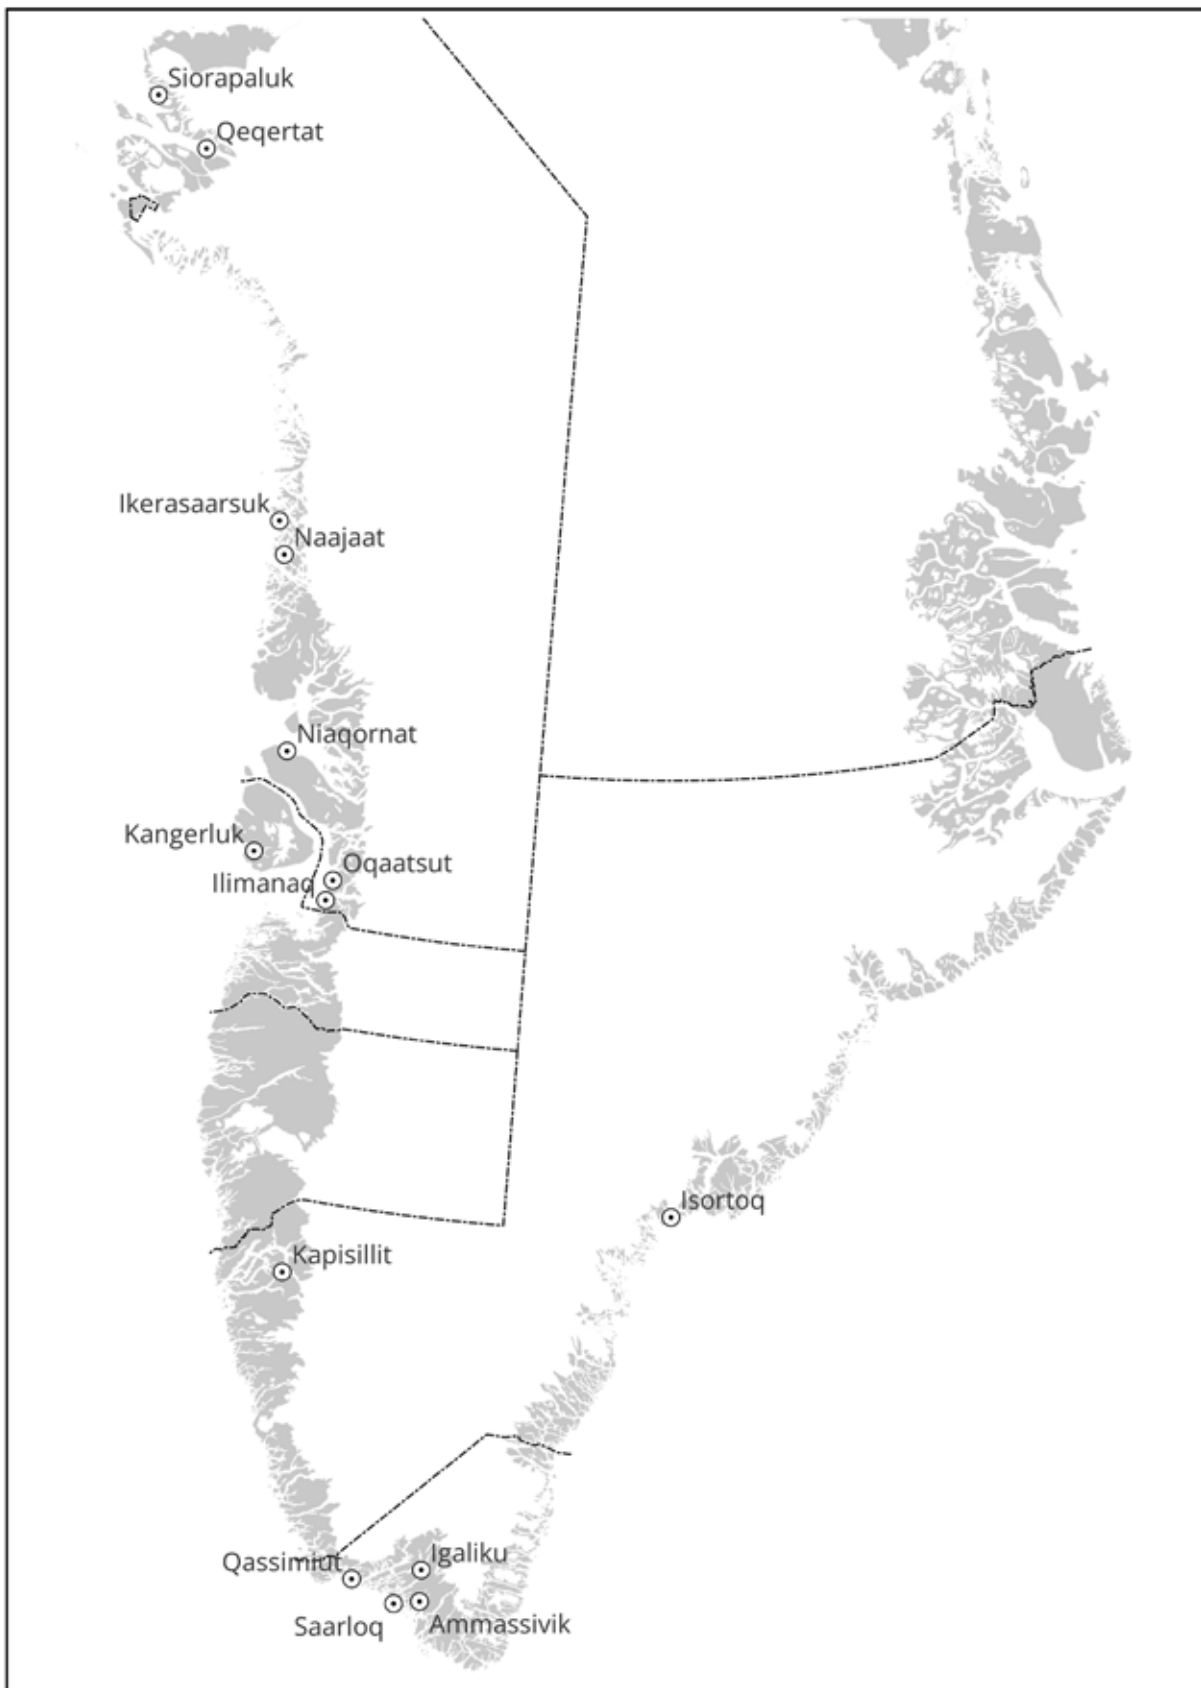 Siorapaluk
Qeqertat
Ikerasaarsuk
Naajaat
Niaqornat
Kangerluk
Oqaatsut
Ilimanaq
Isortoq
Kapisillit
Igaliku
Qassimiut
Saarloq
Ammassivik